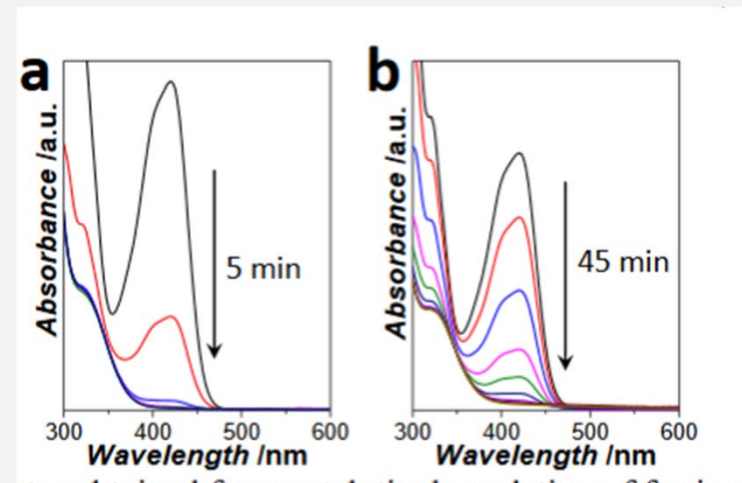 a
b
Absorbance /a.u.
5 min
300 400 500 600
Wavelength /nm
Absorbance /a.u.
45 min
300 400 500 600
Wavelength /nm